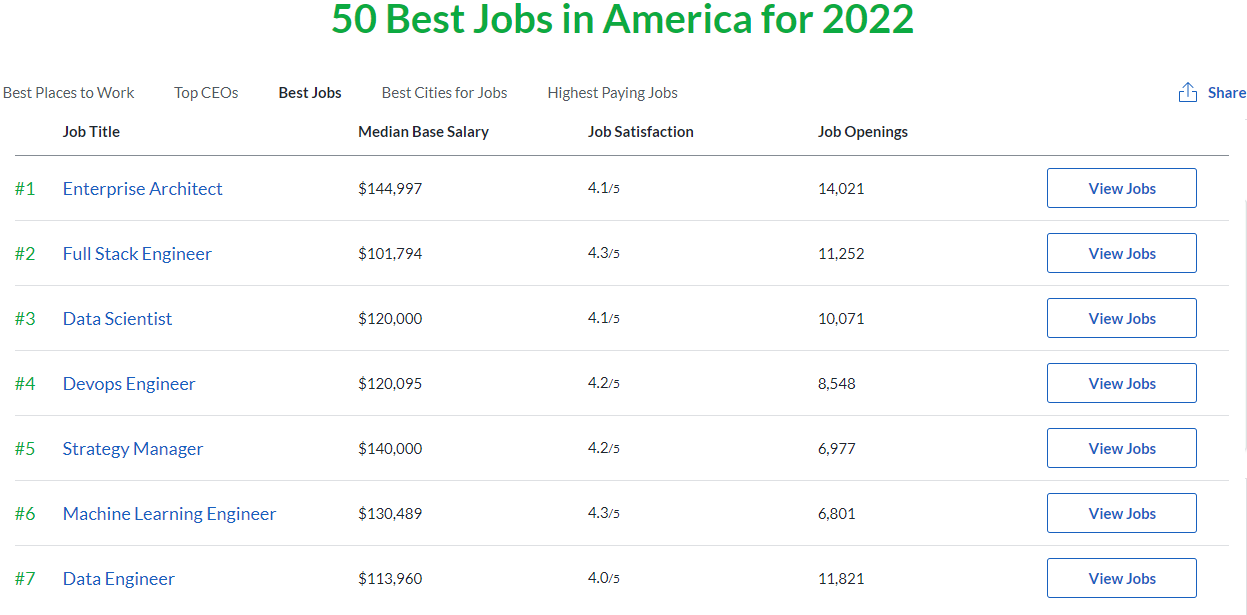 50 Best Jobs in America for 2022
Best Places to Work Top CEOs Best Jobs Best Cities for Jobs Highest Paying Jobs Share
Job Title Median Base Salary Job Satisfaction Job Openings
#1 Enterprise Architect $144,997 4.1/5 14,021 View Jobs
#2 Full Stack Engineer $101,794 4.3/5 11,252 View Jobs
#3 Data Scientist $120,000 4.1/5 10,071 View Jobs
#4 Devops Engineer $120,095 4.2/5 8,548 View Jobs
#5 Strategy Manager $140,000 4.2/5 6,977 View Jobs
#6 Machine Learning Engineer $130,489 4.3/5 6,801 View Jobs
#7 Data Engineer $113,960 4.0/5 11,821 View Jobs